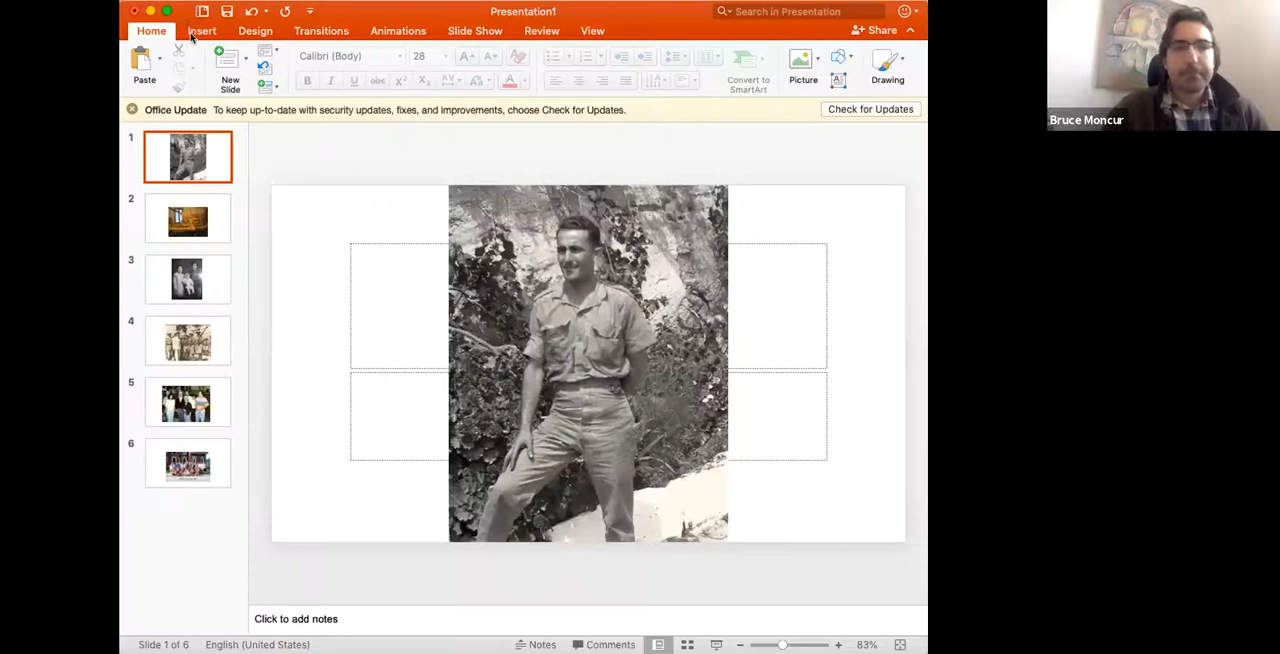 Presentation1
Search in Presentation
Home Insert Design Transitions Animations Slide Show Review View
Share
Paste
New
Slide
Calibri (Body) 28
Convert to
SmartArt
Picture
Drawing
Office Update To keep up-to-date with security updates, fixes, and improvements, choose Check for Updates.
Check for Updates
1
2
3
4
5
6
Click to add notes
Slide 1 of 6 English (United States)
Notes Comments 83%
Bruce Moncur